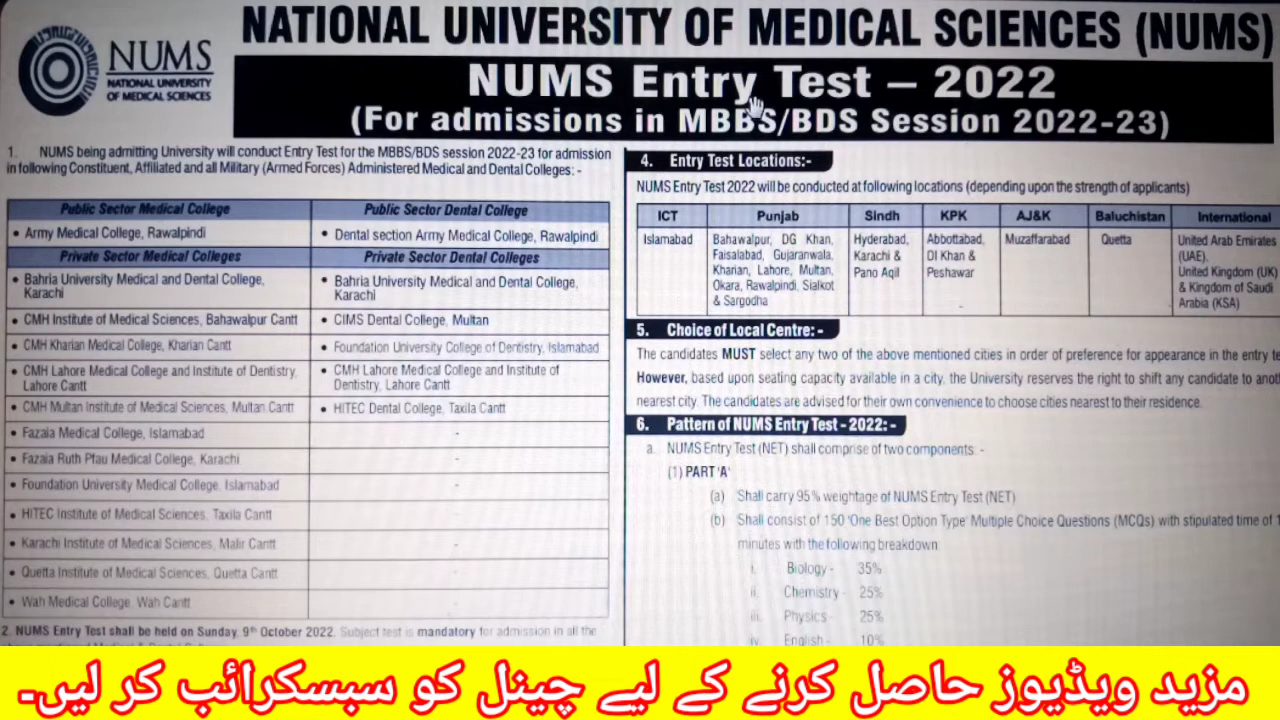 NATIONAL UNIVERSITY OF MEDICAL SCIENCES (NUMS)
NUMS
NATIONAL UNIVERSITY
OF MEDICAL SCIENCES
NUMS Entry Test – 2022
(For admissions in MBBS/BDS Session 2022-23)
1. NUMS being admitting University will conduct Entry Test for the MBBS/BDS session 2022-23 for admission
in following Constituent, Affiliated and all Military (Armed Forces) Administered Medical and Dental Colleges: -
Public Sector Medical College Public Sector Dental College
• Army Medical College, Rawalpindi • Dental section Army Medical College, Rawalpindi
Private Sector Medical Colleges Private Sector Dental Colleges
• Bahria University Medical and Dental College, • Bahria University Medical and Dental College,
Karachi Karachi
• CMH Institute of Medical Sciences, Bahawalpur Cantt • CIMS Dental College, Multan
• CMH Kharian Medical College, Kharian Cantt • Foundation University College of Dentistry, Islamabad
• CMH Lahore Medical College and Institute of Dentistry, • CMH Lahore Medical College and Institute of
Lahore Cantt Dentistry, Lahore Cantt
• CMH Multan Institute of Medical Sciences, Multan Cantt • HITEC Dental College, Taxila Cantt
• Fazaia Medical College, Islamabad -
• Fazaia Ruth Pfau Medical College, Karachi -
• Foundation University Medical College, Islamabad -
• HITEC Institute of Medical Sciences, Taxila Cantt -
• Karachi Institute of Medical Sciences, Malir Cantt -
• Quetta Institute of Medical Sciences, Quetta Cantt -
• Wah Medical College, Wah Cantt -
2. NUMS Entry Test shall be held on Sunday, 9th October 2022. Subject test is mandatory for admission in all the
4. Entry Test Locations:-
NUMS Entry Test 2022 will be conducted at following locations (depending upon the strength of applicants)
ICT Punjab Sindh KPK AJ&K Baluchistan International
Islamabad Bahawalpur, DG Khan, Hyderabad, Abbottabad, Muzaffarabad Quetta United Arab Emirates
Faisalabad, Gujaranwala, Karachi & DI Khan & (UAE),
Kharian, Lahore, Multan, Pano Aqil Peshawar United Kingdom (UK)
Okara, Rawalpindi, Sialkot & Kingdom of Saudi
& Sargodha Arabia (KSA)
5. Choice of Local Centre: -
The candidates MUST select any two of the above mentioned cities in order of preference for appearance in the entry te
However, based upon seating capacity available in a city, the University reserves the right to shift any candidate to anot
nearest city. The candidates are advised for their own convenience to choose cities nearest to their residence.
6. Pattern of NUMS Entry Test - 2022: -
a. NUMS Entry Test (NET) shall comprise of two components: -
(1) PART 'A'
(a) Shall carry 95% weightage of NUMS Entry Test (NET)
(b) Shall consist of 150 'One Best Option Type' Multiple Choice Questions (MCQs) with stipulated time of 1
minutes with the following breakdown
i. Biology - 35%
ii. Chemistry - 25%
iii. Physics - 25%
iv. English - 10%
مزید ویڈیوز حاصل کرنے کے لیے چینل کو سبسکرائب کر لیں۔